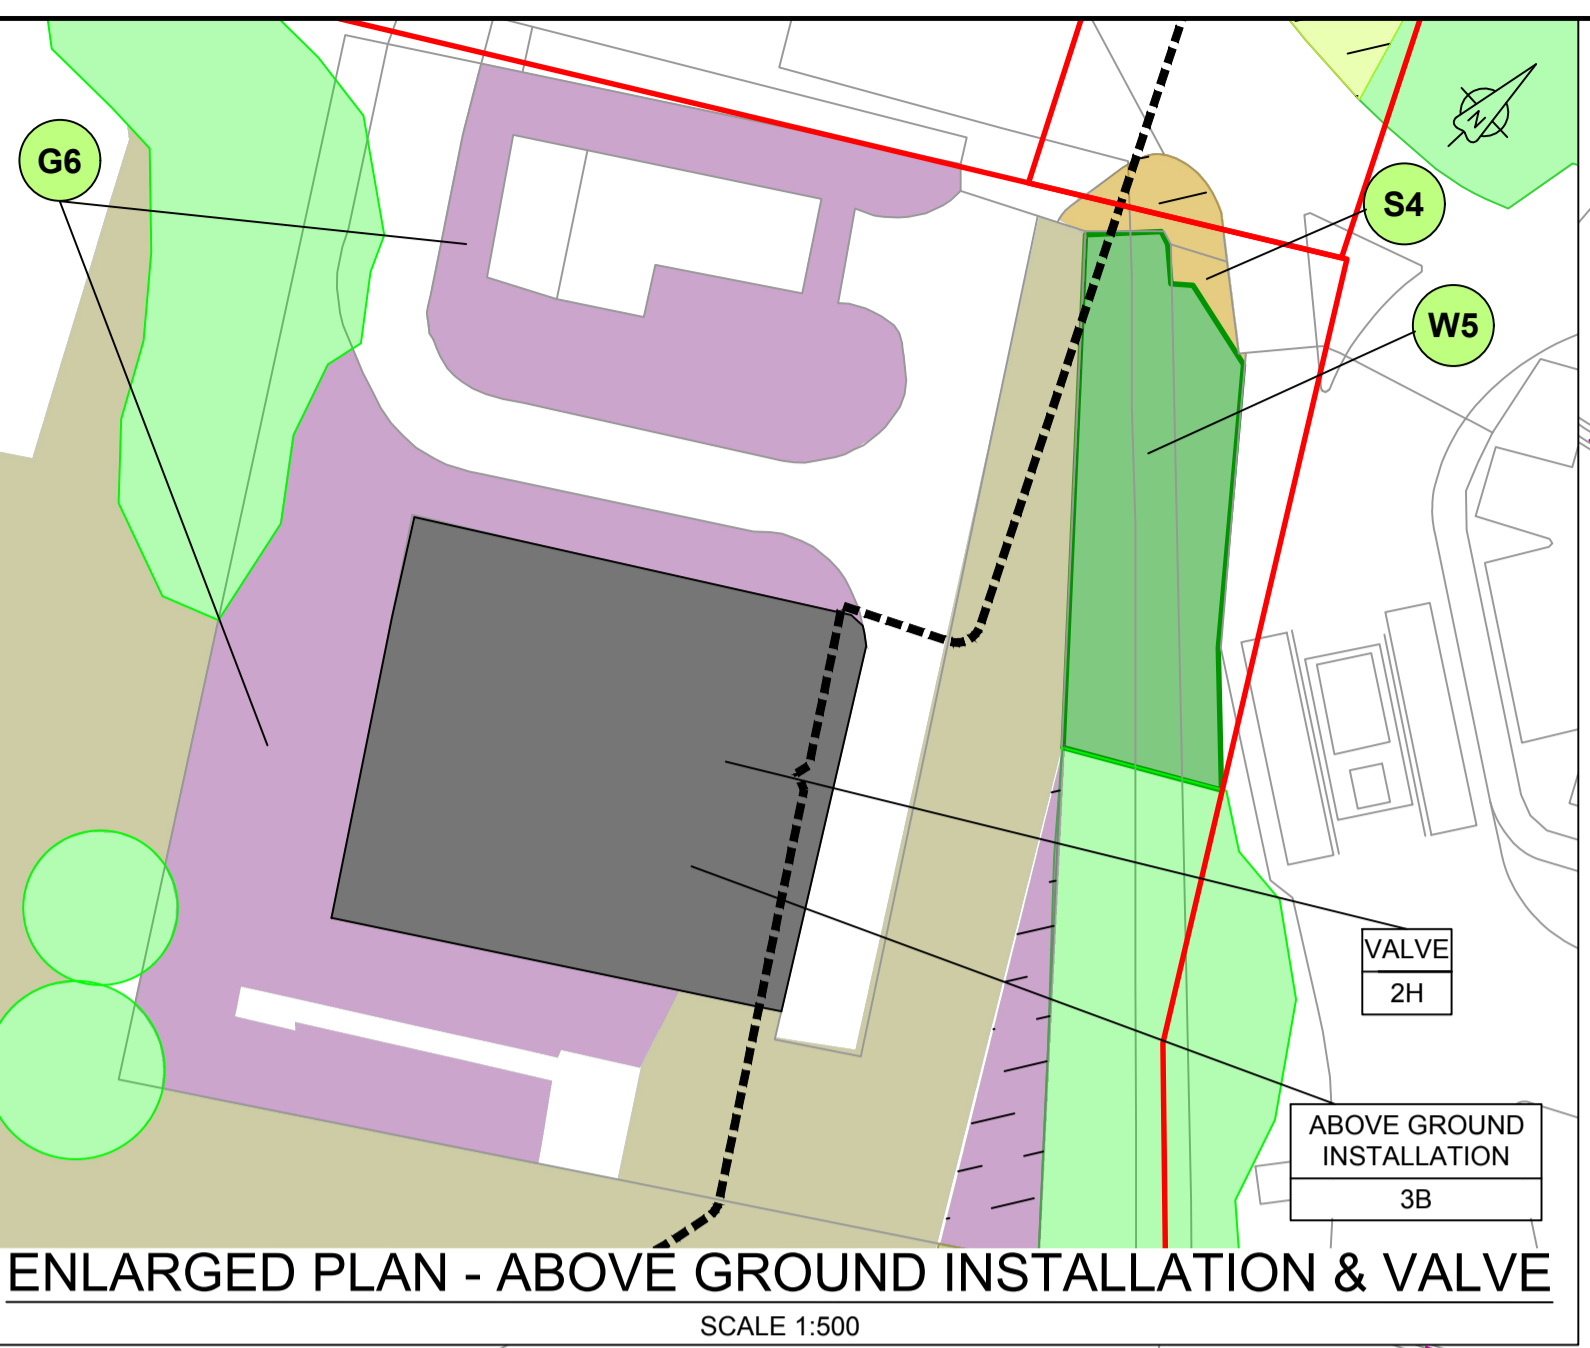 N
G6
S4
W5
VALVE
2H
ABOVE GROUND
INSTALLATION
3B
ENLARGED PLAN - ABOVE GROUND INSTALLATION & VALVE
SCALE 1:500